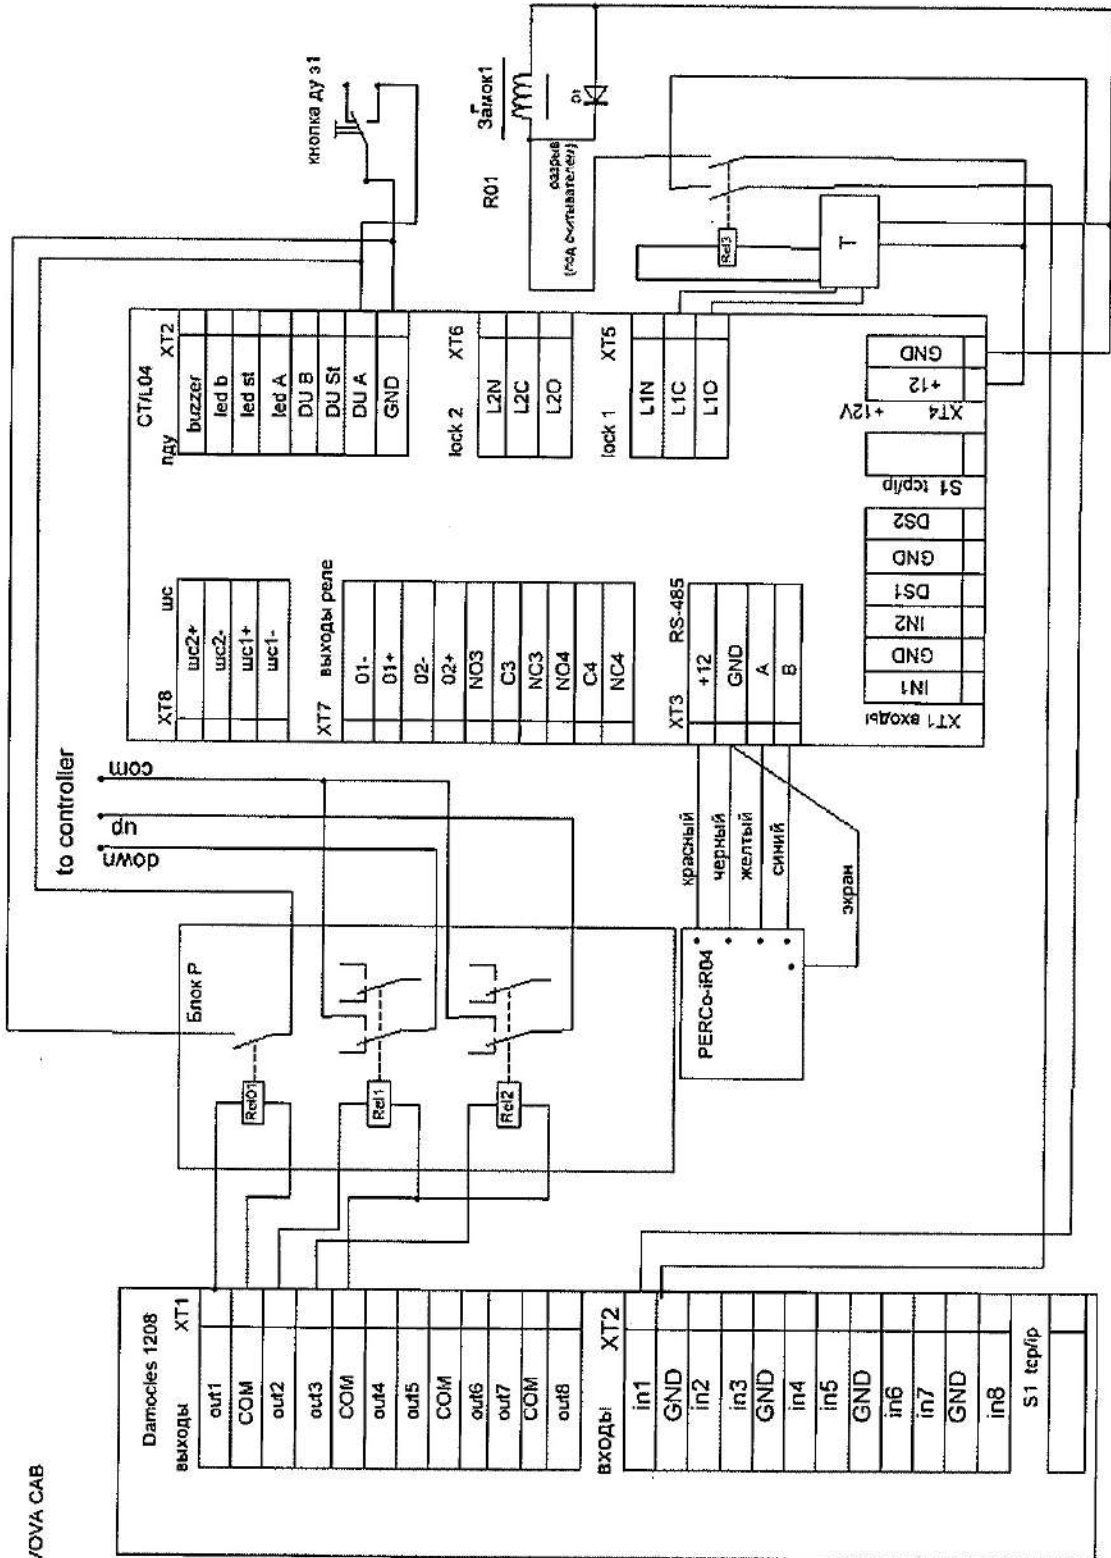 VOVA CAB
Damocles 1208
выходы XT1
out1
COM
out2
out3
COM
out4
out5
COM
out6
out7
COM
out8
входы XT2
in1
GND
in2
in3
GND
in4
in5
GND
in6
in7
GND
in8
S1 tcp/ip
Блок Р
Rel01
Rel1
Rel2
to controller
down
up
com
PERCo-IR04
красный
черный
желтый
синий
экран
XT8 шс
шс2+
шс2-
шс1+
шс1-
XT7 выходы реле
01-
01+
02-
02+
NO3
C3
NC3
NO4
C4
NC4
XT3 RS-485
+12
GND
A
B
XT1 входы
IN1
GND
IN2
DS1
GND
DS2
S1 tcp/ip
XT4 +12V
+12
GND
CT/L04
пду XT2
buzzer
led b
led st
led A
DU B
DU St
DU A
GND
lock 2 XT6
L2N
L2C
L2O
lock 1 XT5
L1N
L1C
L1O
кнопка ду з1
Замок1
R01
разрыв
(под считывателем)
Rel3
T